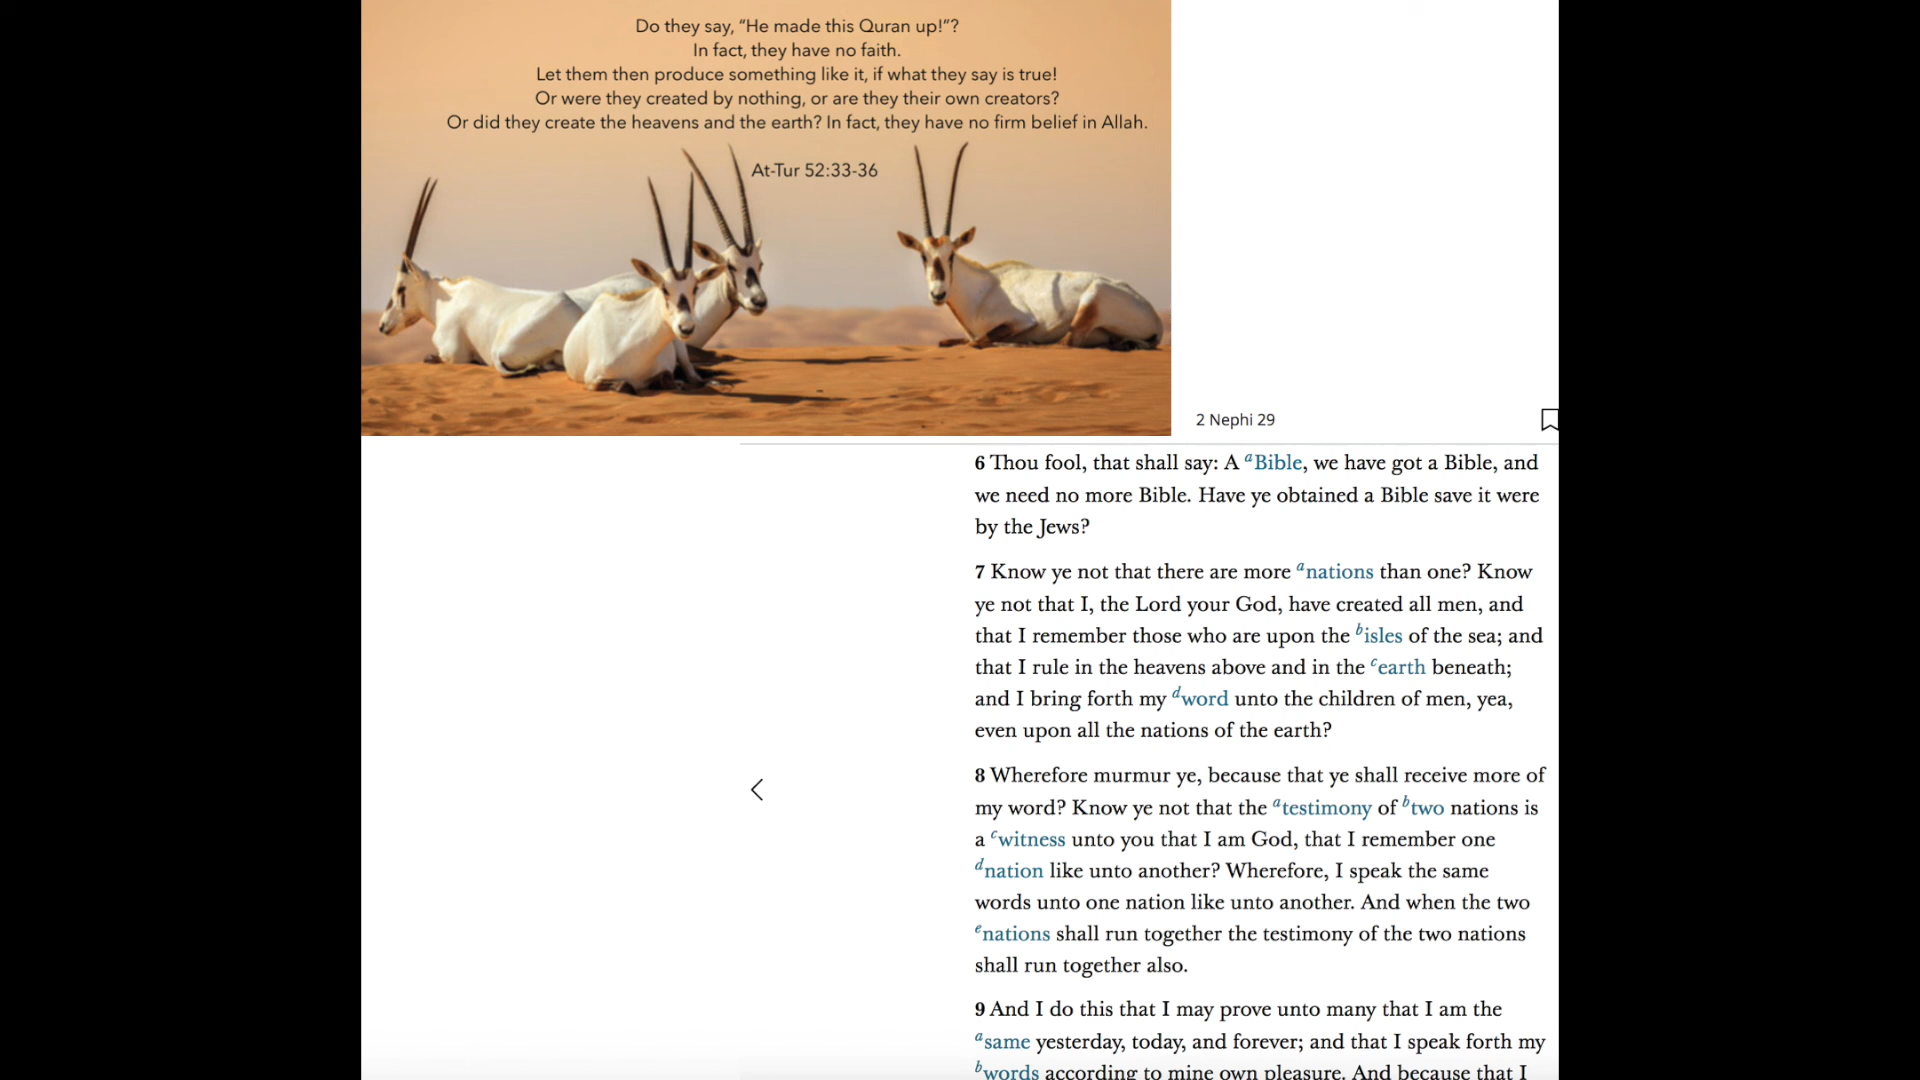 Do they say, “He made this Quran up!”?
In fact, they have no faith.
Let them then produce something like it, if what they say is true!
Or were they created by nothing, or are they their own creators?
Or did they create the heavens and the earth? In fact, they have no firm belief in Allah.
At-Tur 52:33-36
2 Nephi 29
6 Thou fool, that shall say: A aBible, we have got a Bible, and
we need no more Bible. Have ye obtained a Bible save it were
by the Jews?
7 Know ye not that there are more anations than one? Know
ye not that I, the Lord your God, have created all men, and
that I remember those who are upon the bisles of the sea; and
that I rule in the heavens above and in the cearth beneath;
and I bring forth my dword unto the children of men, yea,
even upon all the nations of the earth?
8 Wherefore murmur ye, because that ye shall receive more of
my word? Know ye not that the atestimony of btwo nations is
a cwitness unto you that I am God, that I remember one
dnation like unto another? Wherefore, I speak the same
words unto one nation like unto another. And when the two
enations shall run together the testimony of the two nations
shall run together also.
9 And I do this that I may prove unto many that I am the
asame yesterday, today, and forever; and that I speak forth my
bwords according to mine own pleasure. And because that I